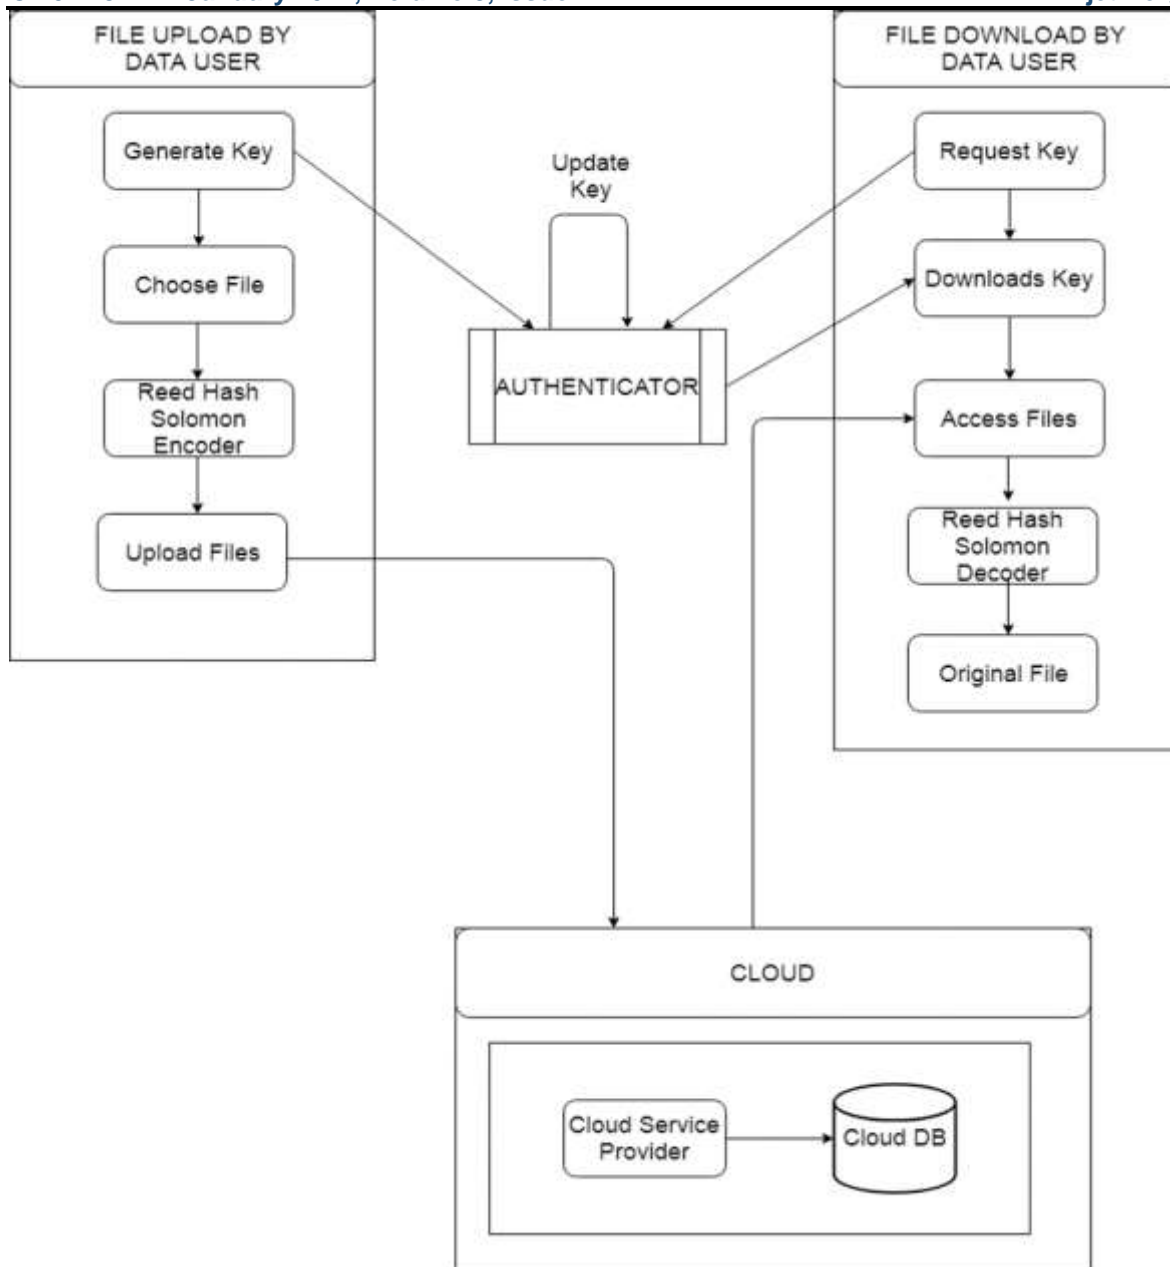 FILE UPLOAD BY
DATA USER
Generate Key
Choose File
Reed Hash
Solomon
Encoder
Upload Files
Update
Key
AUTHENTICATOR
FILE DOWNLOAD BY
DATA USER
Request Key
Downloads Key
Access Files
Reed Hash
Solomon
Decoder
Original File
CLOUD
Cloud Service
Provider
Cloud DB